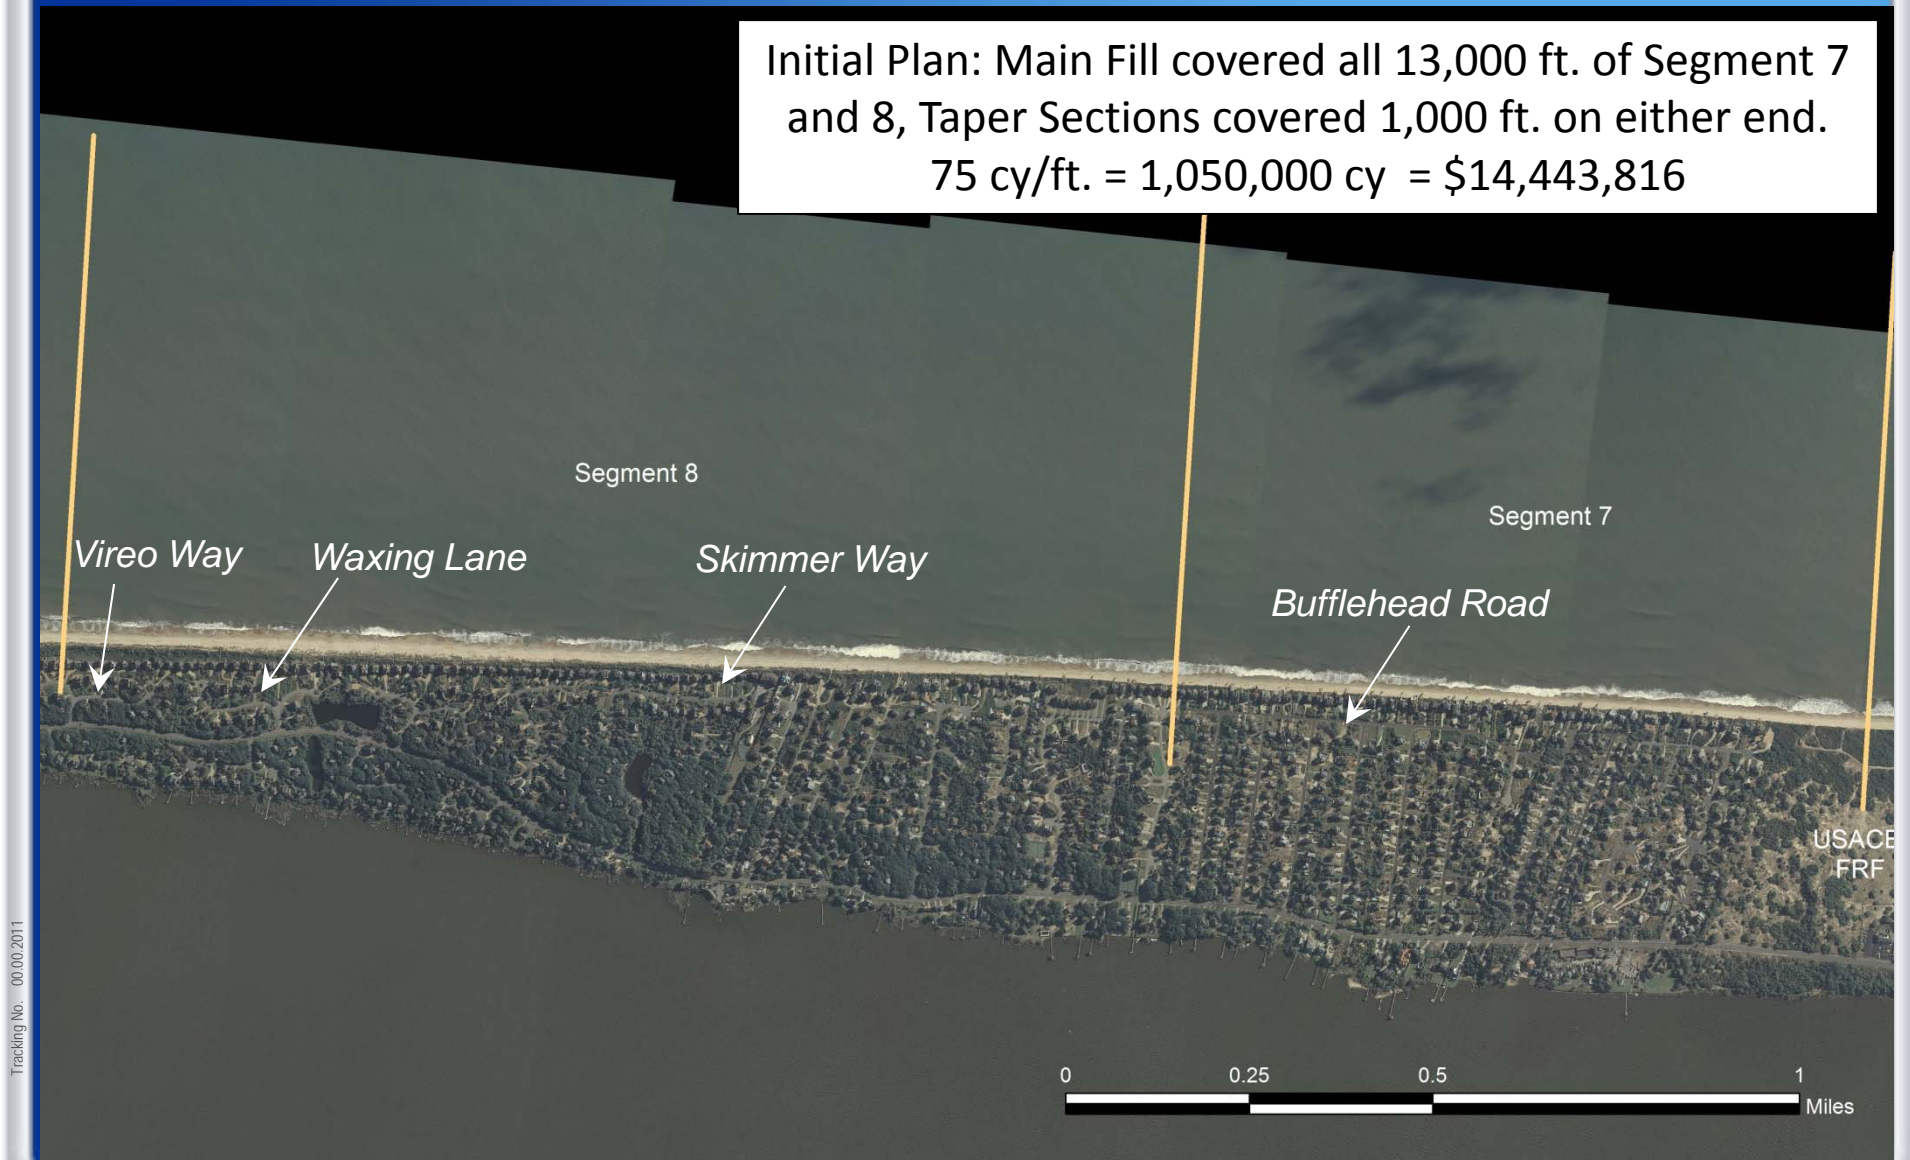 Initial Plan: Main Fill covered all 13,000 ft. of Segment 7
and 8, Taper Sections covered 1,000 ft. on either end.
75 cy/ft. = 1,050,000 cy = $14,443,816
Segment 8
Segment 7
Vireo Way
Waxing Lane
Skimmer Way
Bufflehead Road
USACE
FRF
0 0.25 0.5 1
Miles
Tracking No. 00.00.2011